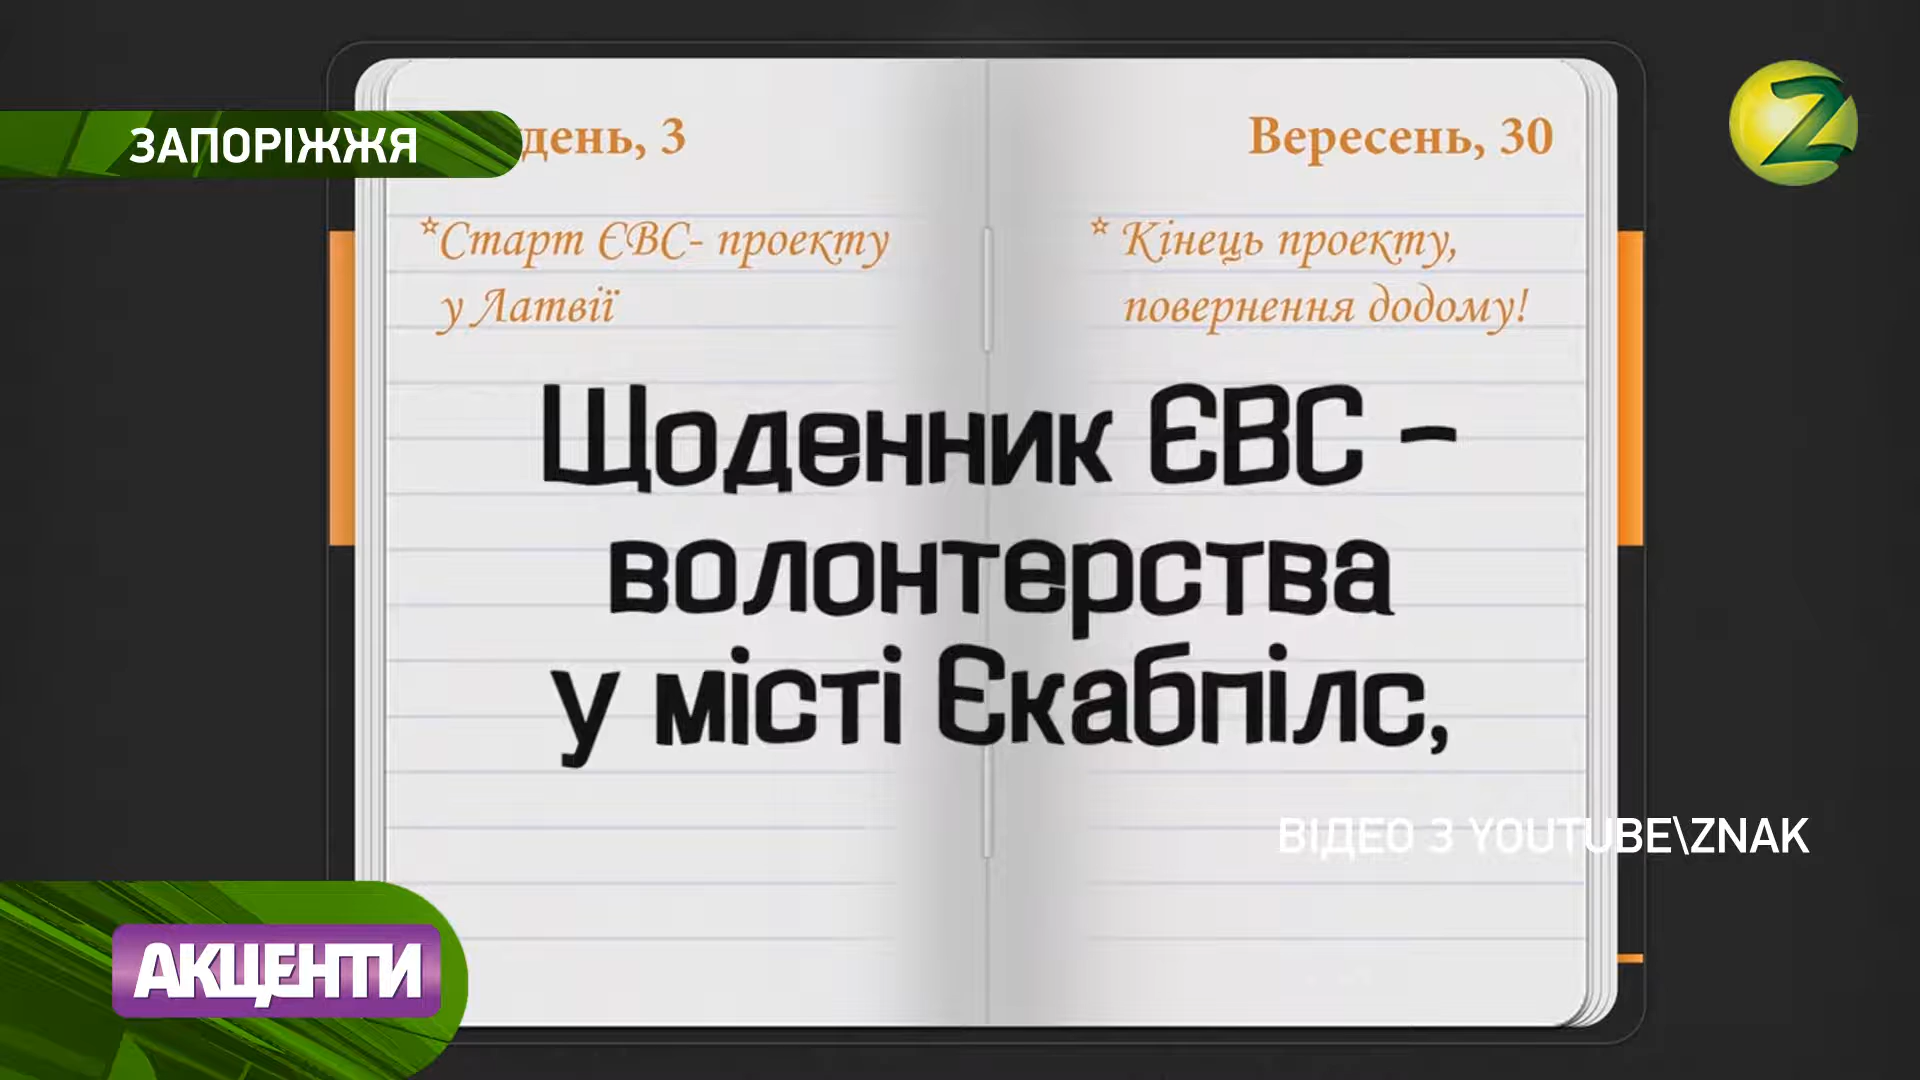 ЗАПОРІЖЖЯ
день, 3
Вересень, 30
*Старт ЄВС- проекту
у Латвії
* Кінець проекту,
повернення додому!
Щоденник ЄВС –
волонтерства
у місті Єкабпілс,
ВІДЕО З YOUTUBE\ZNAK
АКЦЕНТИ
Z